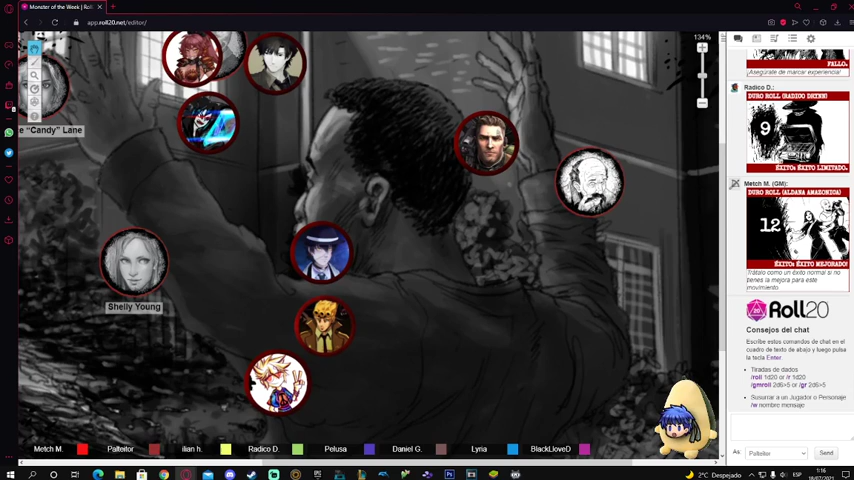 Monster of the Week | Roll
app.roll20.net/editor/
134%
FALLO.
¡Asegúrate de marcar experiencia!
Radico D.:
DURO ROLL (RADICO DHYNN)
9
ÉXITO: ÉXITO LIMITADO.
Metch M. (GM):
DURO ROLL (ALDANA AMAZONICA)
12
ÉXITO: ÉXITO MEJORADO!
Trátalo como un éxito normal si no
tienes la mejora para este
movimiento.
20
Roll20
Consejos del chat
Escribe estos comandos de chat en el
cuadro de texto de abajo y luego pulse
la tecla Enter.
• Tiradas de dados
/roll 1d20 or /r 1d20
/gmroll 2d6>5 or /gr 2d6>5
• Susurrar a un Jugador o Personaje
/w nombre mensaje
"Candy" Lane
Shelly Young
Metch M.
Palteitor
ilian h.
Radico D.
Pelusa
Daniel G.
Lyria
BlackLloveD
As:
Palteitor
Send
2°C Despejado
ESP
1:16
18/07/2021